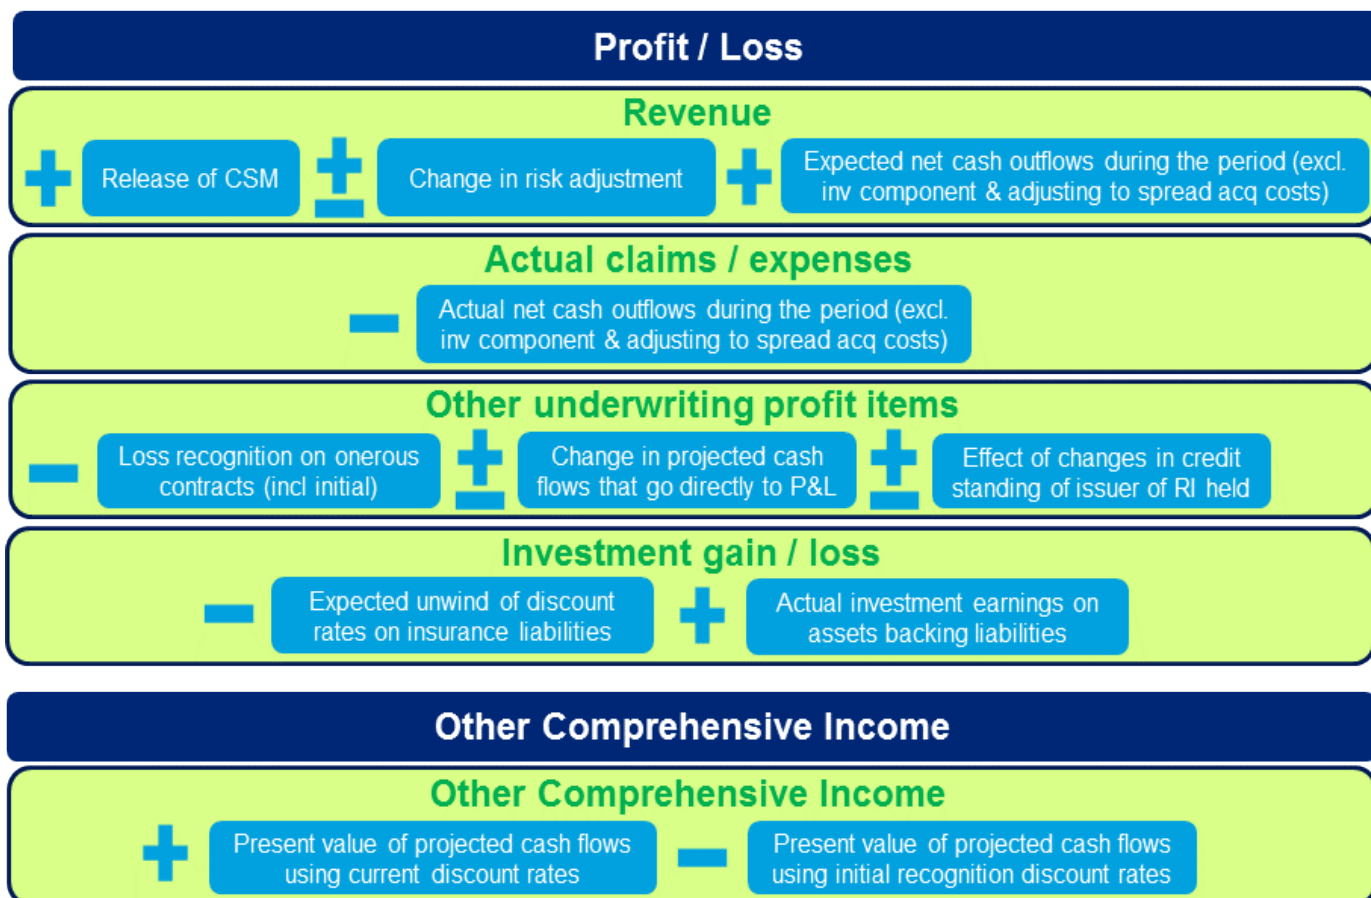 Profit / Loss
Revenue
Release of CSM
Change in risk adjustment
Expected net cash outflows during the period (excl.
inv component & adjusting to spread acq costs)
Actual claims / expenses
Actual net cash outflows during the period (excl.
inv component & adjusting to spread acq costs)
Other underwriting profit items
Loss recognition on onerous
contracts (incl initial)
Change in projected cash
flows that go directly to P&L
Effect of changes in credit
standing of issuer of RI held
Investment gain / loss
Expected unwind of discount
rates on insurance liabilities
Actual investment earnings on
assets backing liabilities
Other Comprehensive Income
Other Comprehensive Income
Present value of projected cash flows
using current discount rates
Present value of projected cash flows
using initial recognition discount rates